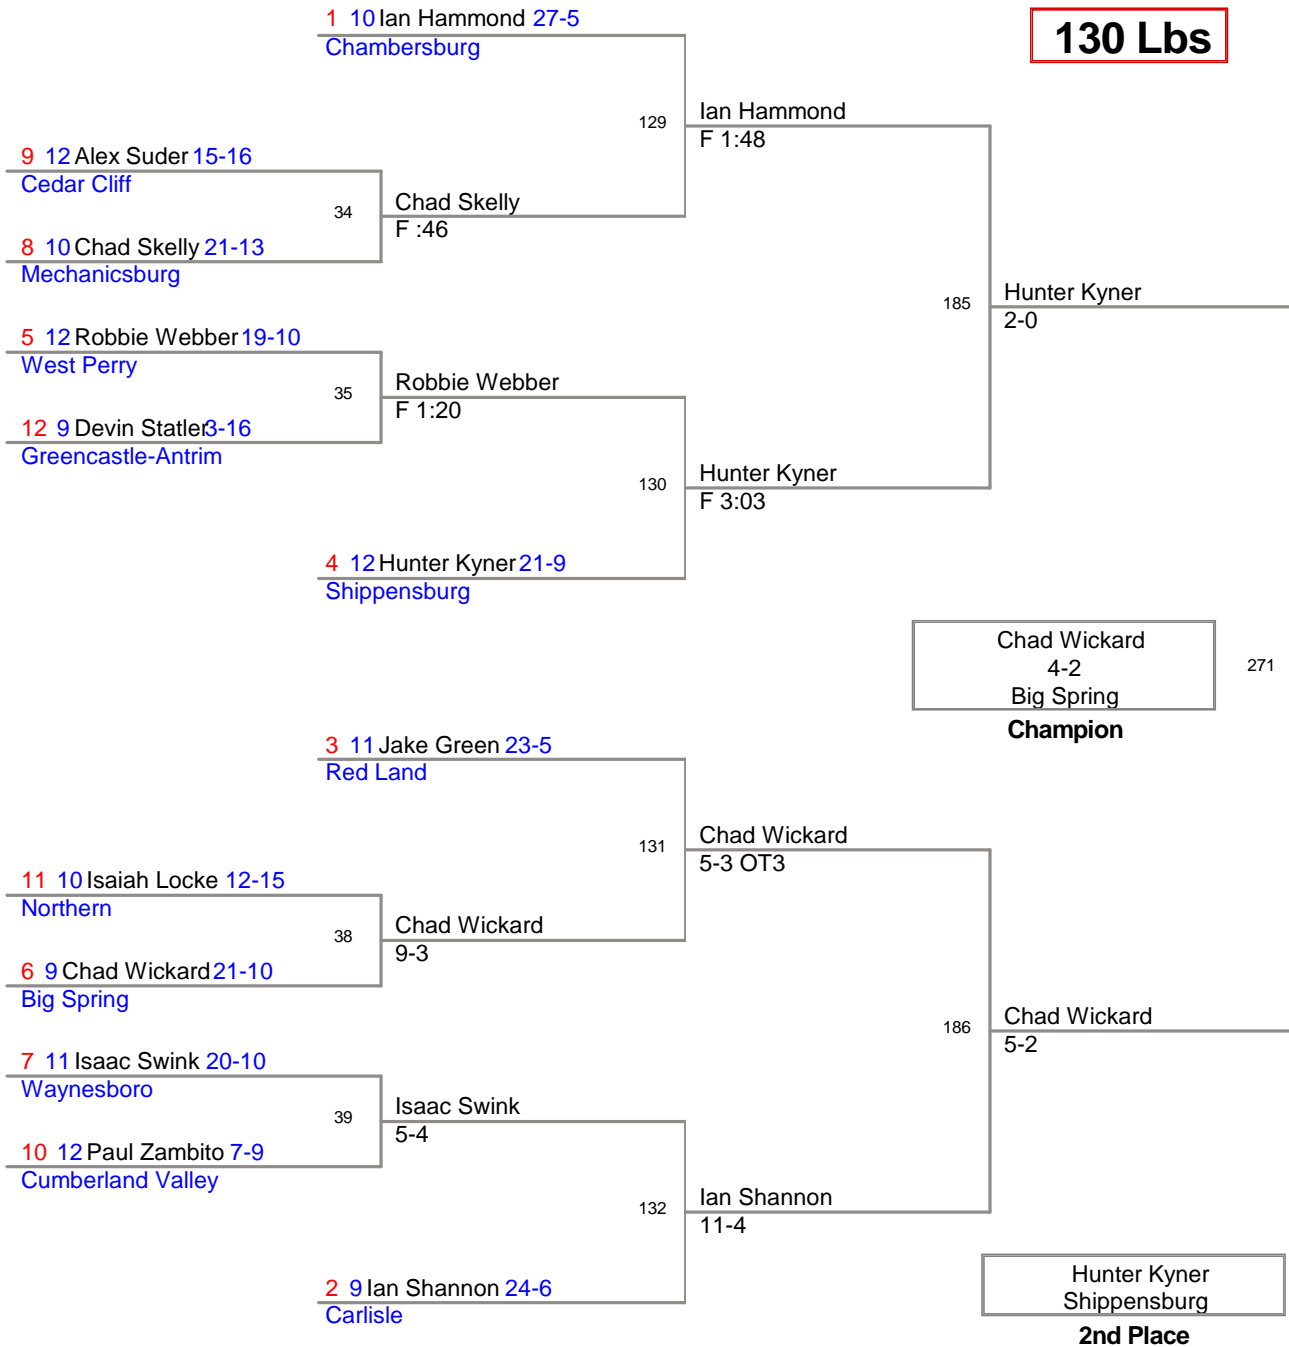 1 10 Ian Hammond 27-5
Chambersburg
130 Lbs
129
Ian Hammond
F 1:48
9 12 Alex Suder 15-16
Cedar Cliff
34
Chad Skelly
F :46
8 10 Chad Skelly 21-13
Mechanicsburg
185
Hunter Kyner
2-0
5 12 Robbie Webber 19-10
West Perry
35
Robbie Webber
F 1:20
12 9 Devin Statler 3-16
Greencastle-Antrim
130
Hunter Kyner
F 3:03
4 12 Hunter Kyner 21-9
Shippensburg
Chad Wickard
4-2
Big Spring
271
Champion
3 11 Jake Green 23-5
Red Land
131
Chad Wickard
5-3 OT3
11 10 Isaiah Locke 12-15
Northern
38
Chad Wickard
9-3
6 9 Chad Wickard 21-10
Big Spring
186
Chad Wickard
5-2
7 11 Isaac Swink 20-10
Waynesboro
39
Isaac Swink
5-4
10 12 Paul Zambito 7-9
Cumberland Valley
132
Ian Shannon
11-4
2 9 Ian Shannon 24-6
Carlisle
Hunter Kyner
Shippensburg
2nd Place